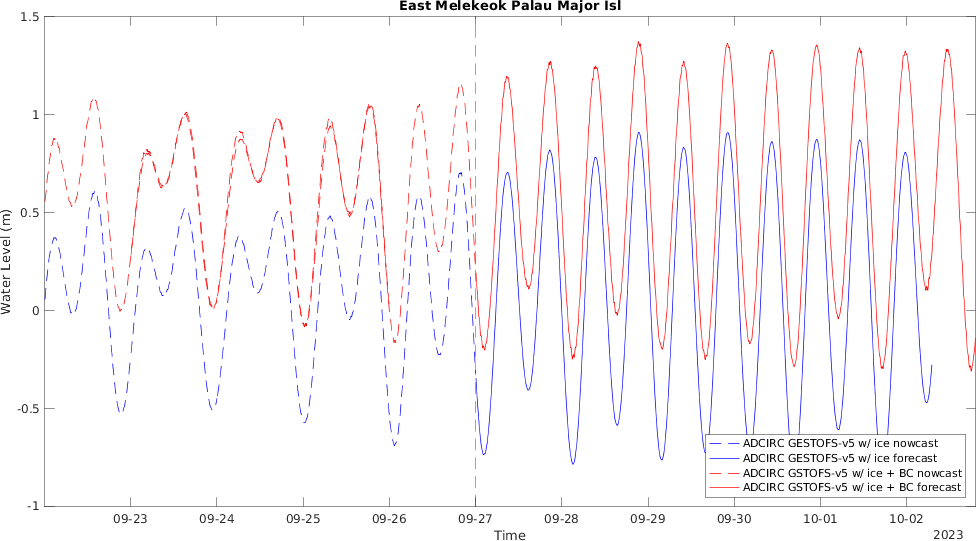 East Melekeok Palau Major Isl
1.5
1
0.5
0
-0.5
-1
Water Level (m)
ADCIRC GESTOFS-v5 w/ ice nowcast
ADCIRC GESTOFS-v5 w/ ice forecast
ADCIRC GSTOFS-v5 w/ ice + BC nowcast
ADCIRC GSTOFS-v5 w/ ice + BC forecast
09-23 09-24 09-25 09-26 09-27 09-28 09-29 09-30 10-01 10-02
Time
2023